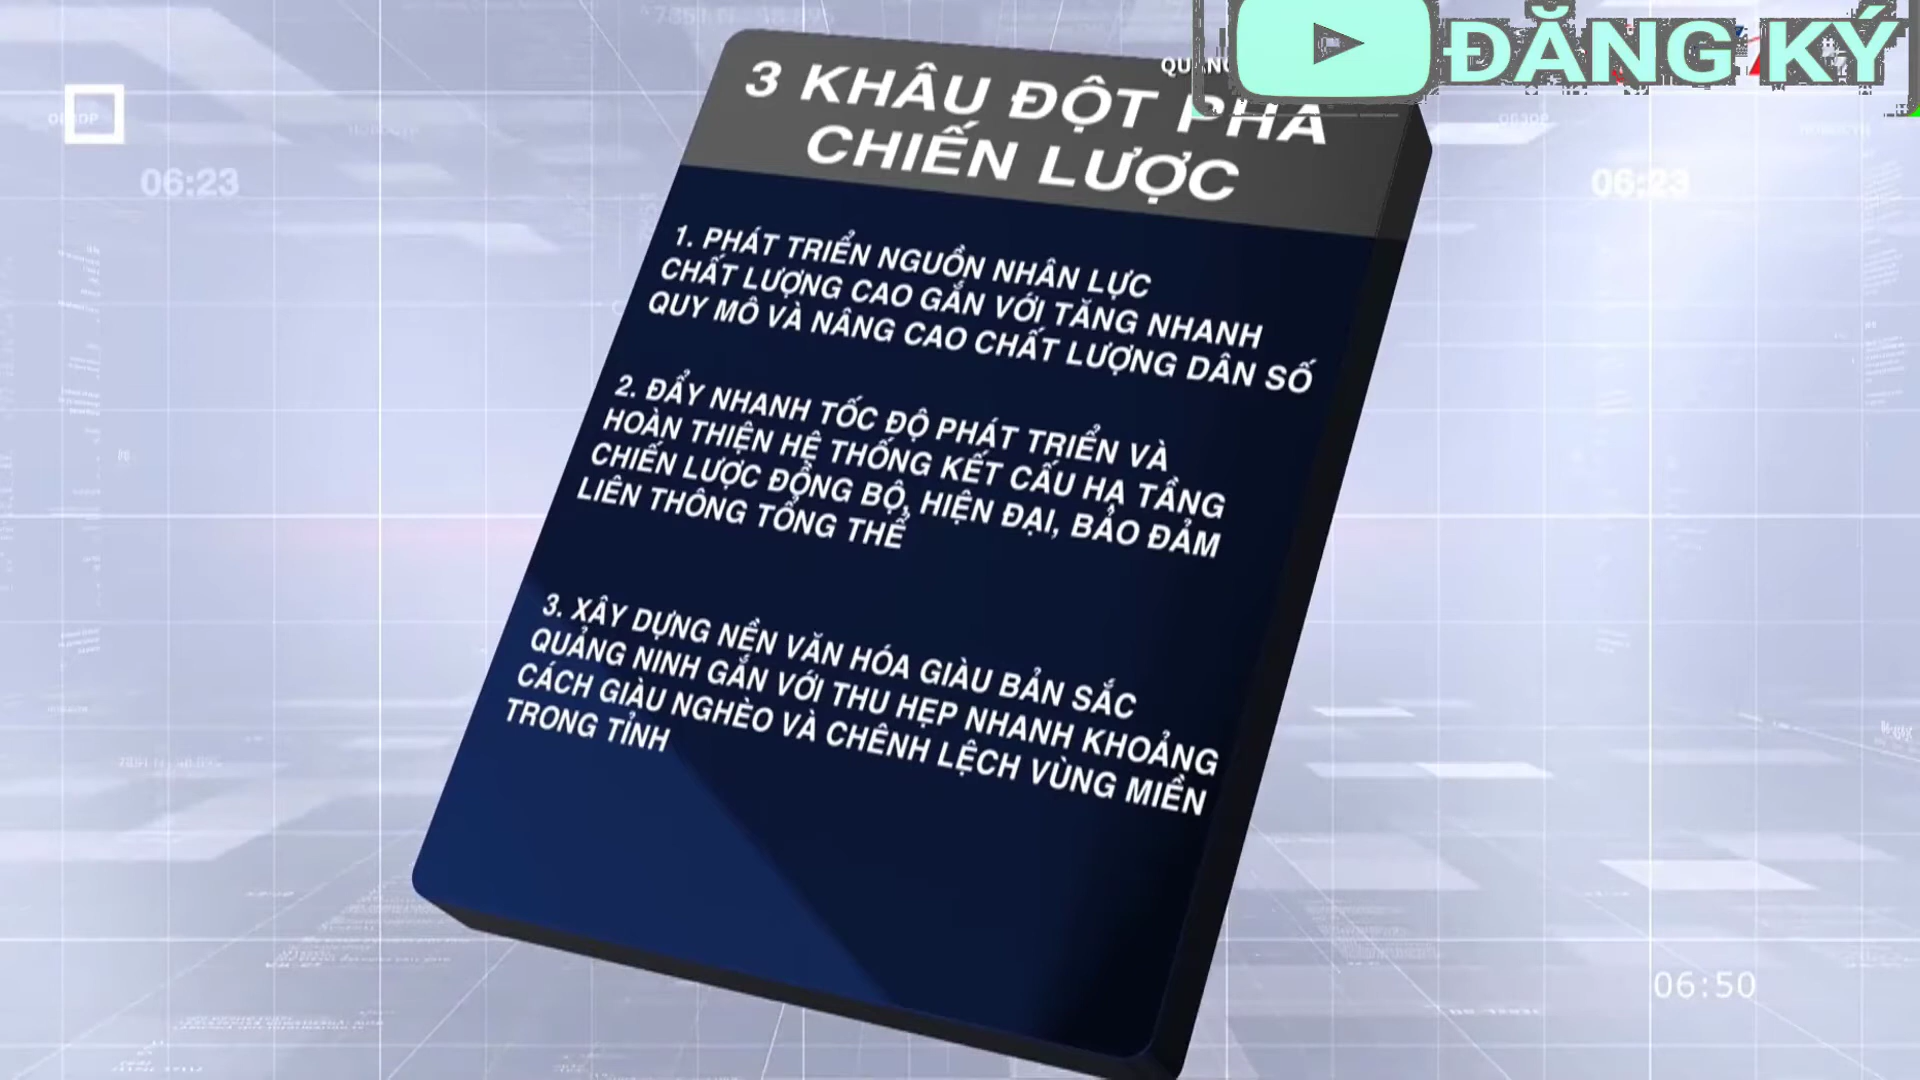 ĐĂNG KÝ
3 KHÂU ĐỘT PHÁ
CHIẾN LƯỢC
06:23
06:23
1. PHÁT TRIỂN NGUỒN NHÂN LỰC
CHẤT LƯỢNG CAO GẮN VỚI TĂNG NHANH
QUY MÔ VÀ NÂNG CAO CHẤT LƯỢNG DÂN SỐ
2. ĐẨY NHANH TỐC ĐỘ PHÁT TRIỂN VÀ
HOÀN THIỆN HỆ THỐNG KẾT CẤU HẠ TẦNG
CHIẾN LƯỢC ĐỒNG BỘ, HIỆN ĐẠI, BẢO ĐẢM
LIÊN THÔNG TỔNG THỂ
3. XÂY DỰNG NỀN VĂN HÓA GIÀU BẢN SẮC
QUẢNG NINH GẮN VỚI THU HẸP NHANH KHOẢNG
CÁCH GIÀU NGHÈO VÀ CHÊNH LỆCH VÙNG MIỀN
TRONG TỈNH
06:50